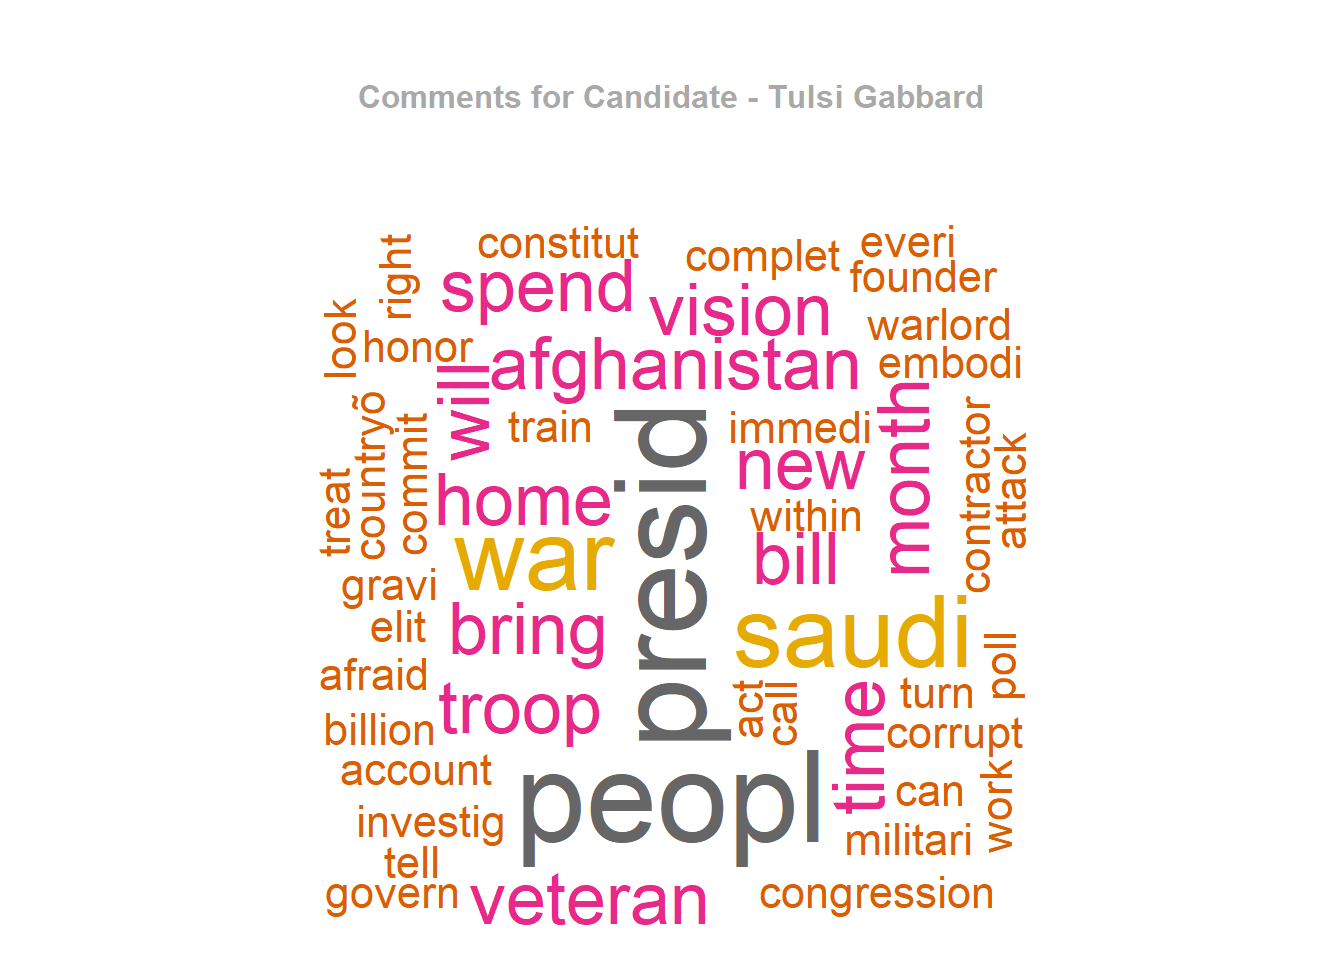 Comments for Candidate - Tulsi Gabbard
constitut
complet
everi
right
spend
vision
founder
look
honor
warlord
afghanistan
embodi
will
train
presid
immedi
month
countryõ
commit
new
contractor
attack
treat
home
within
war
bill
gravi
elit
bring
saudi
poll
afraid
troop
act
call
time
turn
billion
corrupt
account
peopl
can
work
investig
militari
tell
govern
veteran
congression